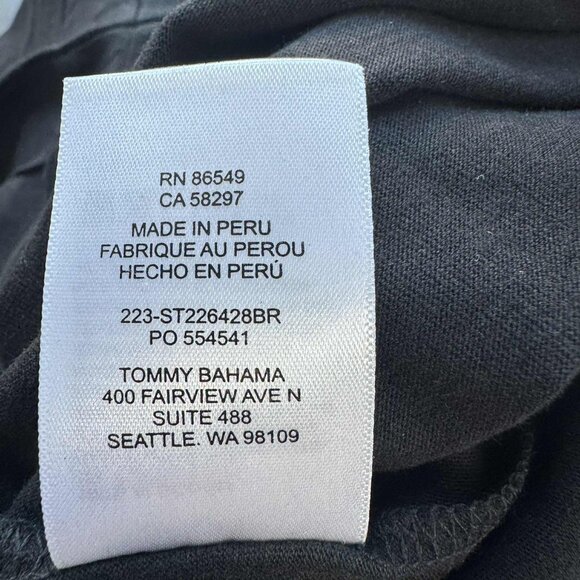 RN 86549
CA 58297
MADE IN PERU
FABRIQUE AU PEROU
HECHO EN PERÚ
223-ST226428BR
PO 554541
TOMMY BAHAMA
400 FAIRVIEW AVE N
SUITE 488
SEATTLE. WA 98109